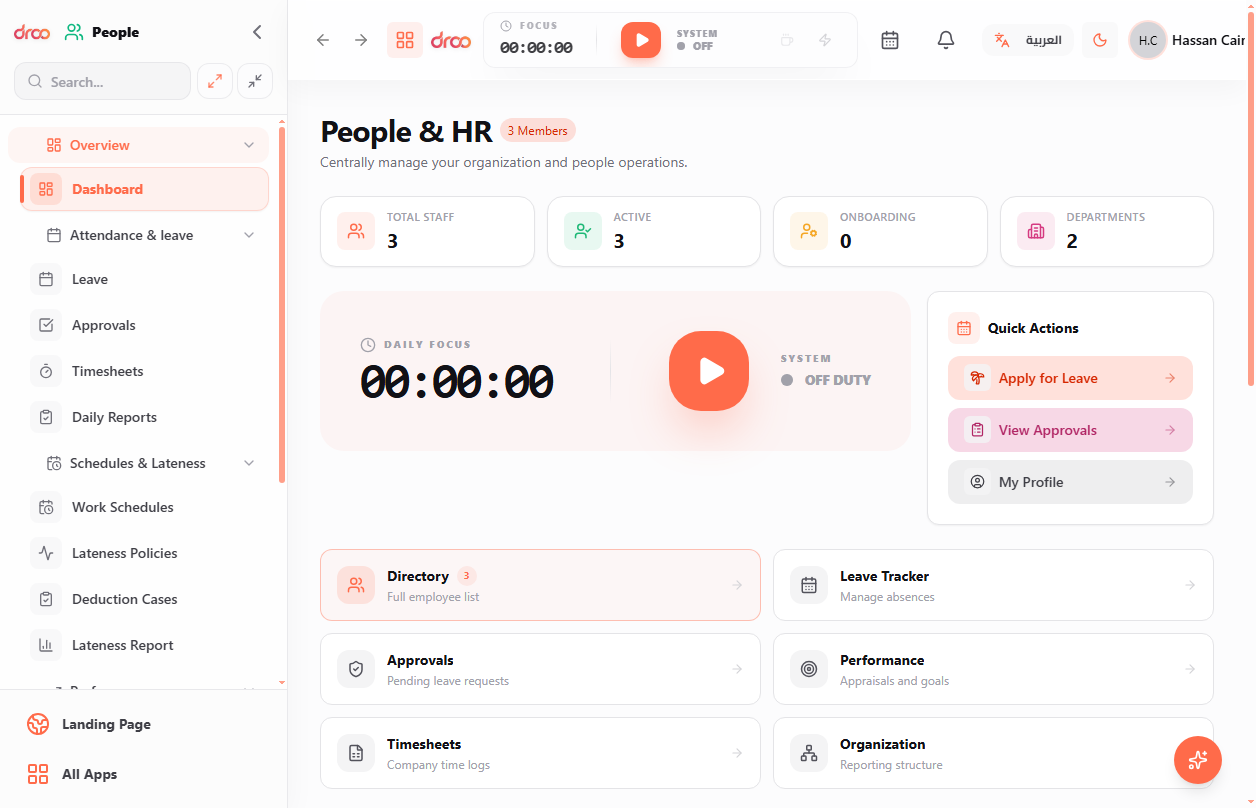 droo People
Search...
Overview
Dashboard
Attendance & leave
Leave
Approvals
Timesheets
Daily Reports
Schedules & Lateness
Work Schedules
Lateness Policies
Deduction Cases
Lateness Report
Landing Page
All Apps
droo
FOCUS
00:00:00
SYSTEM
OFF
العربية
H.C
Hassan Cair
People & HR
3 Members
Centrally manage your organization and people operations.
TOTAL STAFF
3
ACTIVE
3
ONBOARDING
0
DEPARTMENTS
2
DAILY FOCUS
00:00:00
SYSTEM
OFF DUTY
Quick Actions
Apply for Leave
View Approvals
My Profile
Directory 3
Full employee list
Leave Tracker
Manage absences
Approvals
Pending leave requests
Performance
Appraisals and goals
Timesheets
Company time logs
Organization
Reporting structure